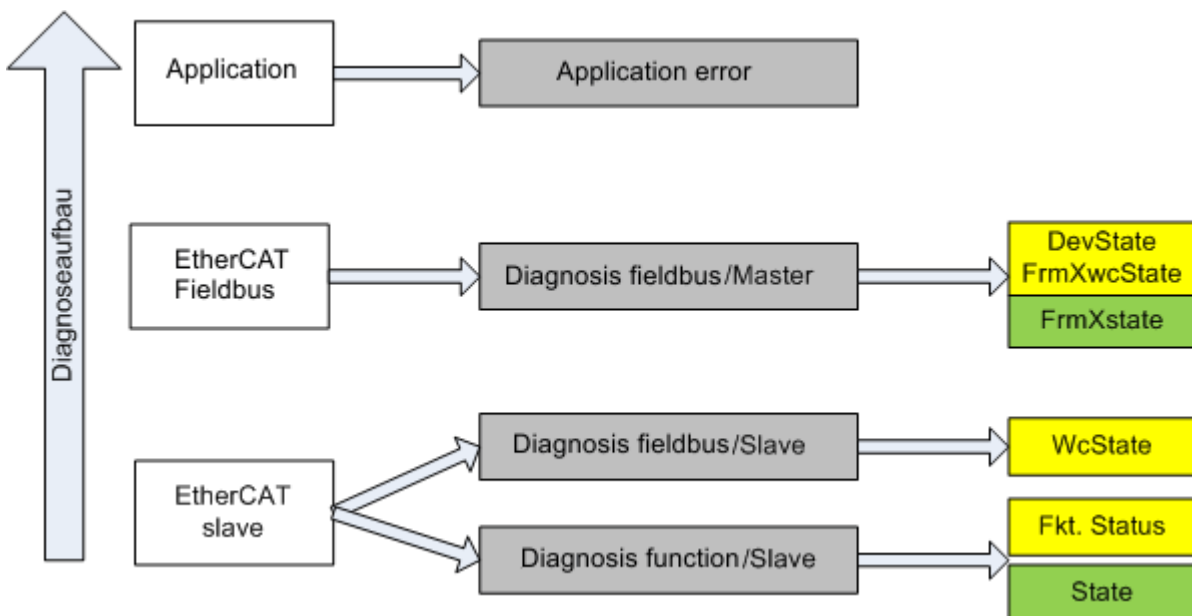 Diagnoseaufbau
Application
Application error
EtherCAT
Fieldbus
Diagnosis fieldbus/Master
DevState
FrmXwcState
FrmXstate
EtherCAT
slave
Diagnosis fieldbus/Slave
WcState
Diagnosis function/Slave
Fkt. Status
State